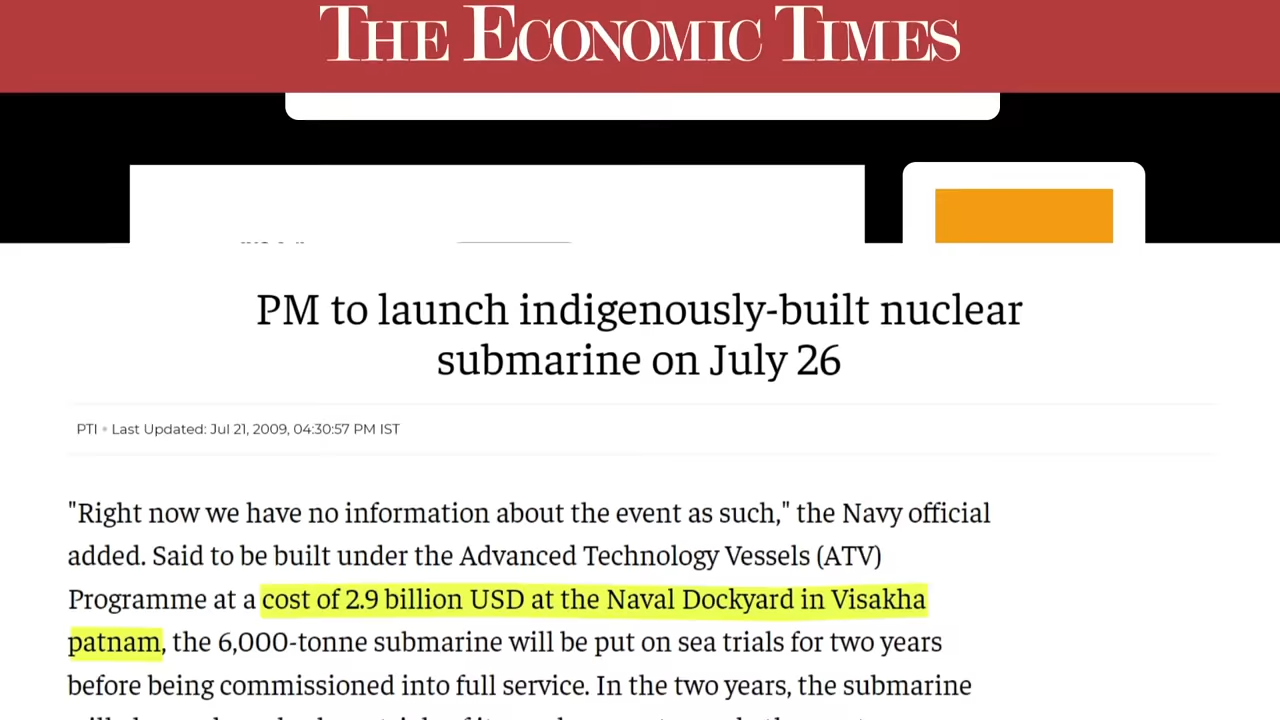 THE ECONOMIC TIMES
PM to launch indigenously-built nuclear
submarine on July 26
PTI • Last Updated: Jul 21, 2009, 04:30:57 PM IST
"Right now we have no information about the event as such," the Navy official
added. Said to be built under the Advanced Technology Vessels (ATV)
Programme at a cost of 2.9 billion USD at the Naval Dockyard in Visakha
patnam, the 6,000-tonne submarine will be put on sea trials for two years
before being commissioned into full service. In the two years, the submarine